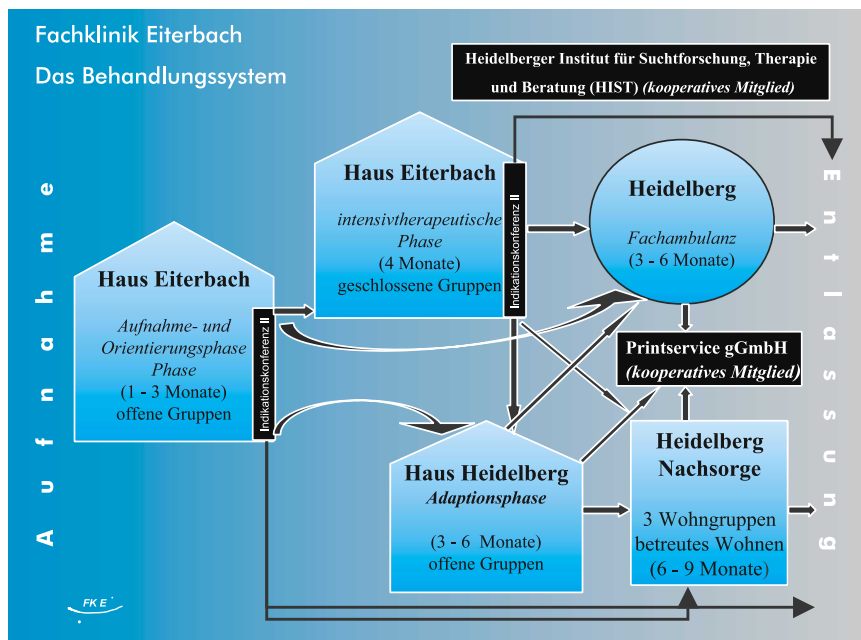 Fachklinik Eiterbach
Das Behandlungssystem
Heidelberger Institut für Suchtforschung, Therapie
und Beratung (HIST) (kooperatives Mitglied)
Aufnahme
Haus Eiterbach
Aufnahme- und
Orientierungsphase
Phase
(1 - 3 Monate)
offene Gruppen
Indikationskonferenz II
Haus Eiterbach
intensivtherapeutische
Phase
(4 Monate)
geschlossene Gruppen
Indikationskonferenz II
Heidelberg
Fachambulanz
(3 - 6 Monate)
Printservice gGmbH
(kooperatives Mitglied)
Haus Heidelberg
Adaptionsphase
(3 - 6 Monate)
offene Gruppen
Heidelberg
Nachsorge
3 Wohngruppen
betreutes Wohnen
(6 - 9 Monate)
Entlassung
FK E